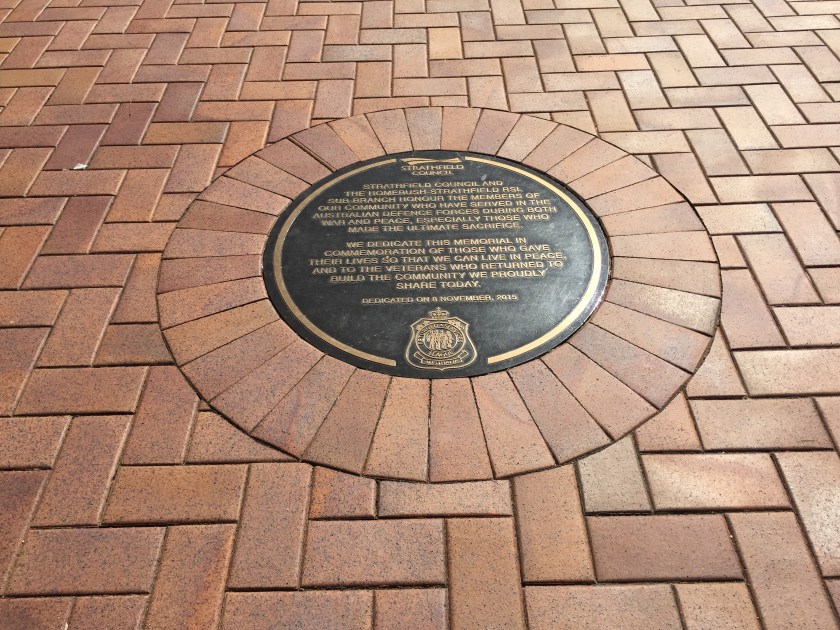 STRATHFIELD
COUNCIL
STRATHFIELD COUNCIL AND
THE HOMEBUSH-STRATHFIELD RSL
SUB-BRANCH HONOUR THE MEMBERS OF
OUR COMMUNITY WHO HAVE SERVED IN THE
AUSTRALIAN DEFENCE FORCES DURING BOTH
WAR AND PEACE, ESPECIALLY THOSE WHO
MADE THE ULTIMATE SACRIFICE.
WE DEDICATE THIS MEMORIAL IN
COMMEMORATION OF THOSE WHO GAVE
THEIR LIVES SO THAT WE CAN LIVE IN PEACE,
AND TO THE VETERANS WHO RETURNED TO
BUILD THE COMMUNITY WE PROUDLY
SHARE TODAY.
DEDICATED ON 8 NOVEMBER, 2015